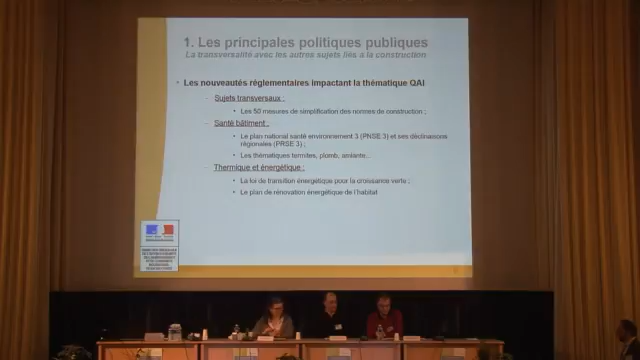 1. Les principales politiques publiques
La transversalité avec les autres sujets liés à la construction
• Les nouveautés réglementaires impactant la thématique QAI
– Sujets transversaux :
• Les 50 mesures de simplification des normes de construction ;
– Santé bâtiment :
• Le plan national santé environnement 3 (PNSE 3) et ses déclinaisons
régionales (PRSE 3) ;
• Les thématiques termites, plomb, amiante...
– Thermique et énergétique :
• La loi de transition énergétique pour la croissance verte ;
• Le plan de rénovation énergétique de l'habitat